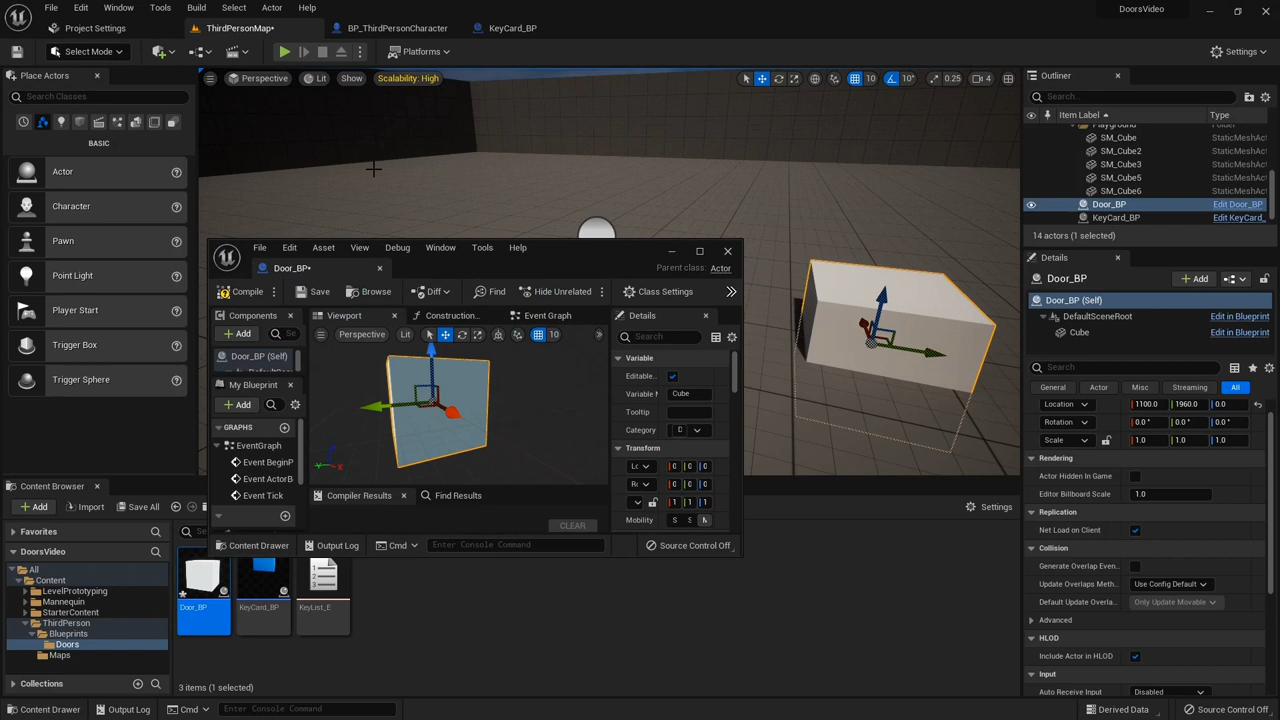 File Edit Window Tools Build Select Actor Help
DoorsVideo
Project Settings ThirdPersonMap• BP_ThirdPersonCharacter KeyCard_BP
Select Mode Platforms Settings
Place Actors
Search Classes
BASIC
Actor
Character
Pawn
Point Light
Player Start
Trigger Box
Trigger Sphere
Perspective Lit Show Scalability: High 10 10° 0.25 4
File Edit Asset View Debug Window Tools Help
Door_BP•
Parent class: Actor
Compile Save Browse Diff Find Hide Unrelated Class Settings
Components
Add Se
Door_BP (Self)
My Blueprint
Add
GRAPHS
EventGraph
Event BeginP
Event ActorB
Event Tick
Viewport Construction... Event Graph
Perspective Lit 10
Compiler Results Find Results
CLEAR
Details
Search
Variable
Editable...
Variable N Cube
Tooltip
Category D
Transform
Lc 0 0 0
Rc 0 0 0
1 1 1
Mobility S S M
Content Drawer Output Log Cmd Enter Console Command Source Control Off
Outliner
Search...
Item Label Type
Playground Folder
SM_Cube StaticMeshAct
SM_Cube2 StaticMeshAct
SM_Cube3 StaticMeshAct
SM_Cube5 StaticMeshAct
SM_Cube6 StaticMeshAct
Door_BP Edit Door_BP
KeyCard_BP Edit KeyCard_
14 actors (1 selected)
Details
Door_BP Add
Door_BP (Self)
DefaultSceneRoot Edit in Blueprint
Cube Edit in Blueprint
Search
General Actor Misc Streaming All
Location 1100.0 1960.0 0.0
Rotation 0.0° 0.0° 0.0°
Scale 1.0 1.0 1.0
Rendering
Actor Hidden In Game
Editor Billboard Scale 1.0
Replication
Net Load on Client
Collision
Generate Overlap Even...
Update Overlaps Meth... Use Config Default
Default Update Overla... Only Update Movable
Advanced
HLOD
Include Actor in HLOD
Input
Auto Receive Input Disabled
Content Browser
Add Import Save All Settings
Favorites
DoorsVideo
All
Content
LevelPrototyping
Mannequin
StarterContent
ThirdPerson
Blueprints
Doors
Maps
Collections
Door_BP KeyCard_BP KeyList_E
3 items (1 selected)
Content Drawer Output Log Cmd Enter Console Command Derived Data Source Control Off